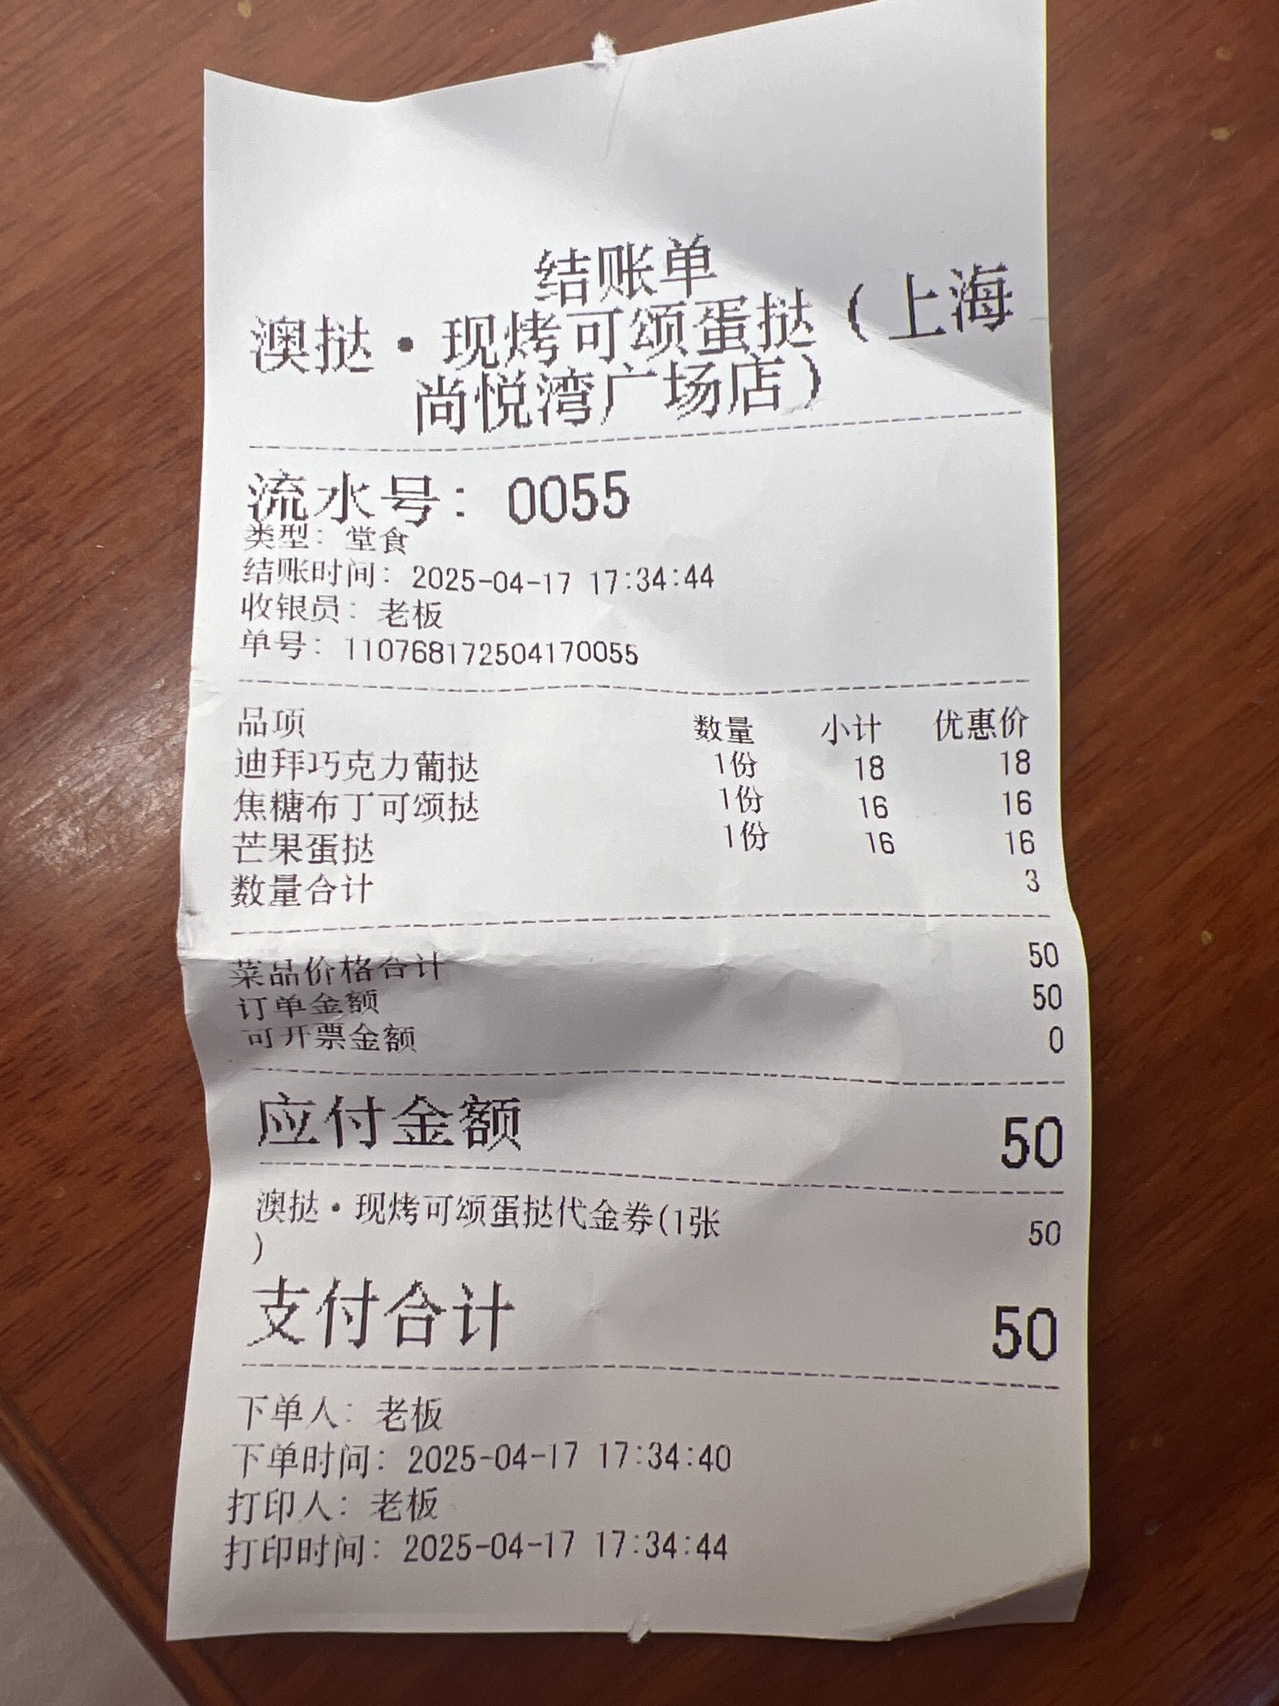 结账单
澳挞·现烤可颂蛋挞（上海
尚悦湾广场店）
流水号: 0055
类型: 堂食
结账时间: 2025-04-17 17:34:44
收银员: 老板
单号: 110768172504170055
品项 数量 小计 优惠价
迪拜巧克力葡挞 1份 18 18
焦糖布丁可颂挞 1份 16 16
芒果蛋挞 1份 16 16
数量合计 3
菜品价格合计 50
订单金额 50
可开票金额 0
应付金额 50
澳挞·现烤可颂蛋挞代金券(1张 50
)
支付合计 50
下单人: 老板
下单时间: 2025-04-17 17:34:40
打印人: 老板
打印时间: 2025-04-17 17:34:44